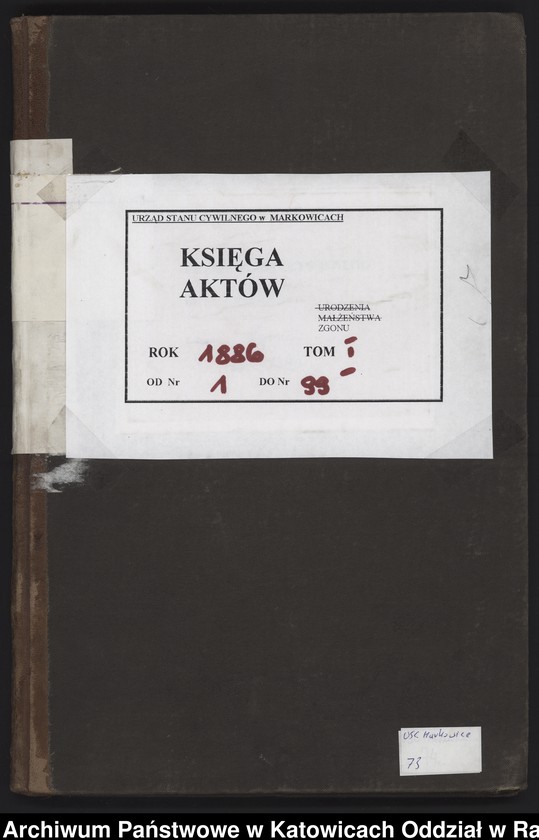 URZĄD STANU CYWILNEGO w MARKOWICACH
KSIĘGA
AKTÓW
URODZENIA
MAŁŻEŃSTWA
ZGONU
ROK 1886 TOM I
OD Nr 1 DO Nr 99
USC Markowice
73
Archiwum Państwowe w Katowicach Oddział w Ra